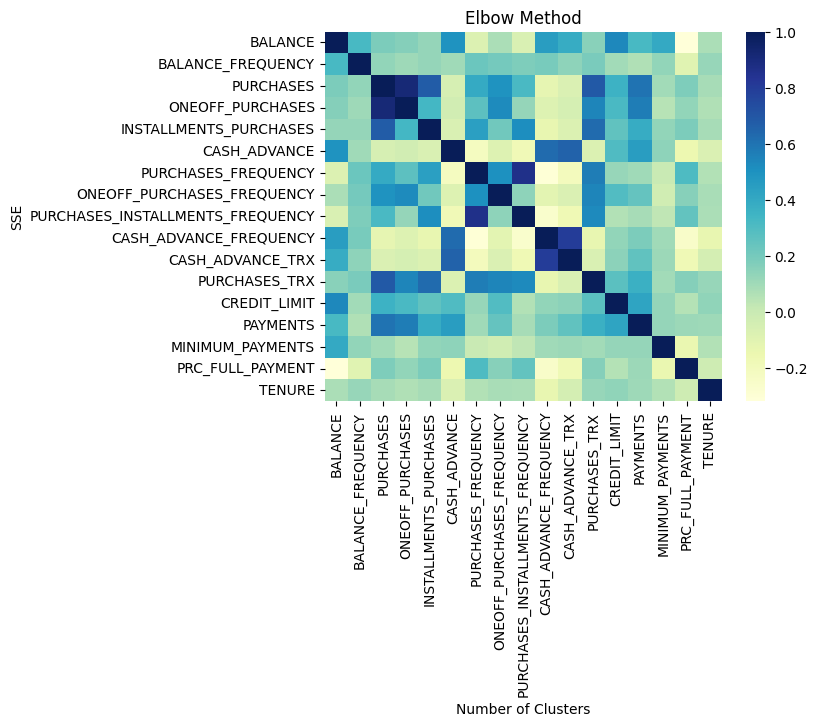 Elbow Method
SSE
BALANCE
BALANCE_FREQUENCY
PURCHASES
ONEOFF_PURCHASES
INSTALLMENTS_PURCHASES
CASH_ADVANCE
PURCHASES_FREQUENCY
ONEOFF_PURCHASES_FREQUENCY
PURCHASES_INSTALLMENTS_FREQUENCY
CASH_ADVANCE_FREQUENCY
CASH_ADVANCE_TRX
PURCHASES_TRX
CREDIT_LIMIT
PAYMENTS
MINIMUM_PAYMENTS
PRC_FULL_PAYMENT
TENURE
BALANCE
BALANCE_FREQUENCY
PURCHASES
ONEOFF_PURCHASES
INSTALLMENTS_PURCHASES
CASH_ADVANCE
PURCHASES_FREQUENCY
ONEOFF_PURCHASES_FREQUENCY
PURCHASES_INSTALLMENTS_FREQUENCY
CASH_ADVANCE_FREQUENCY
CASH_ADVANCE_TRX
PURCHASES_TRX
CREDIT_LIMIT
PAYMENTS
MINIMUM_PAYMENTS
PRC_FULL_PAYMENT
TENURE
Number of Clusters
1.0
0.8
0.6
0.4
0.2
0.0
−0.2